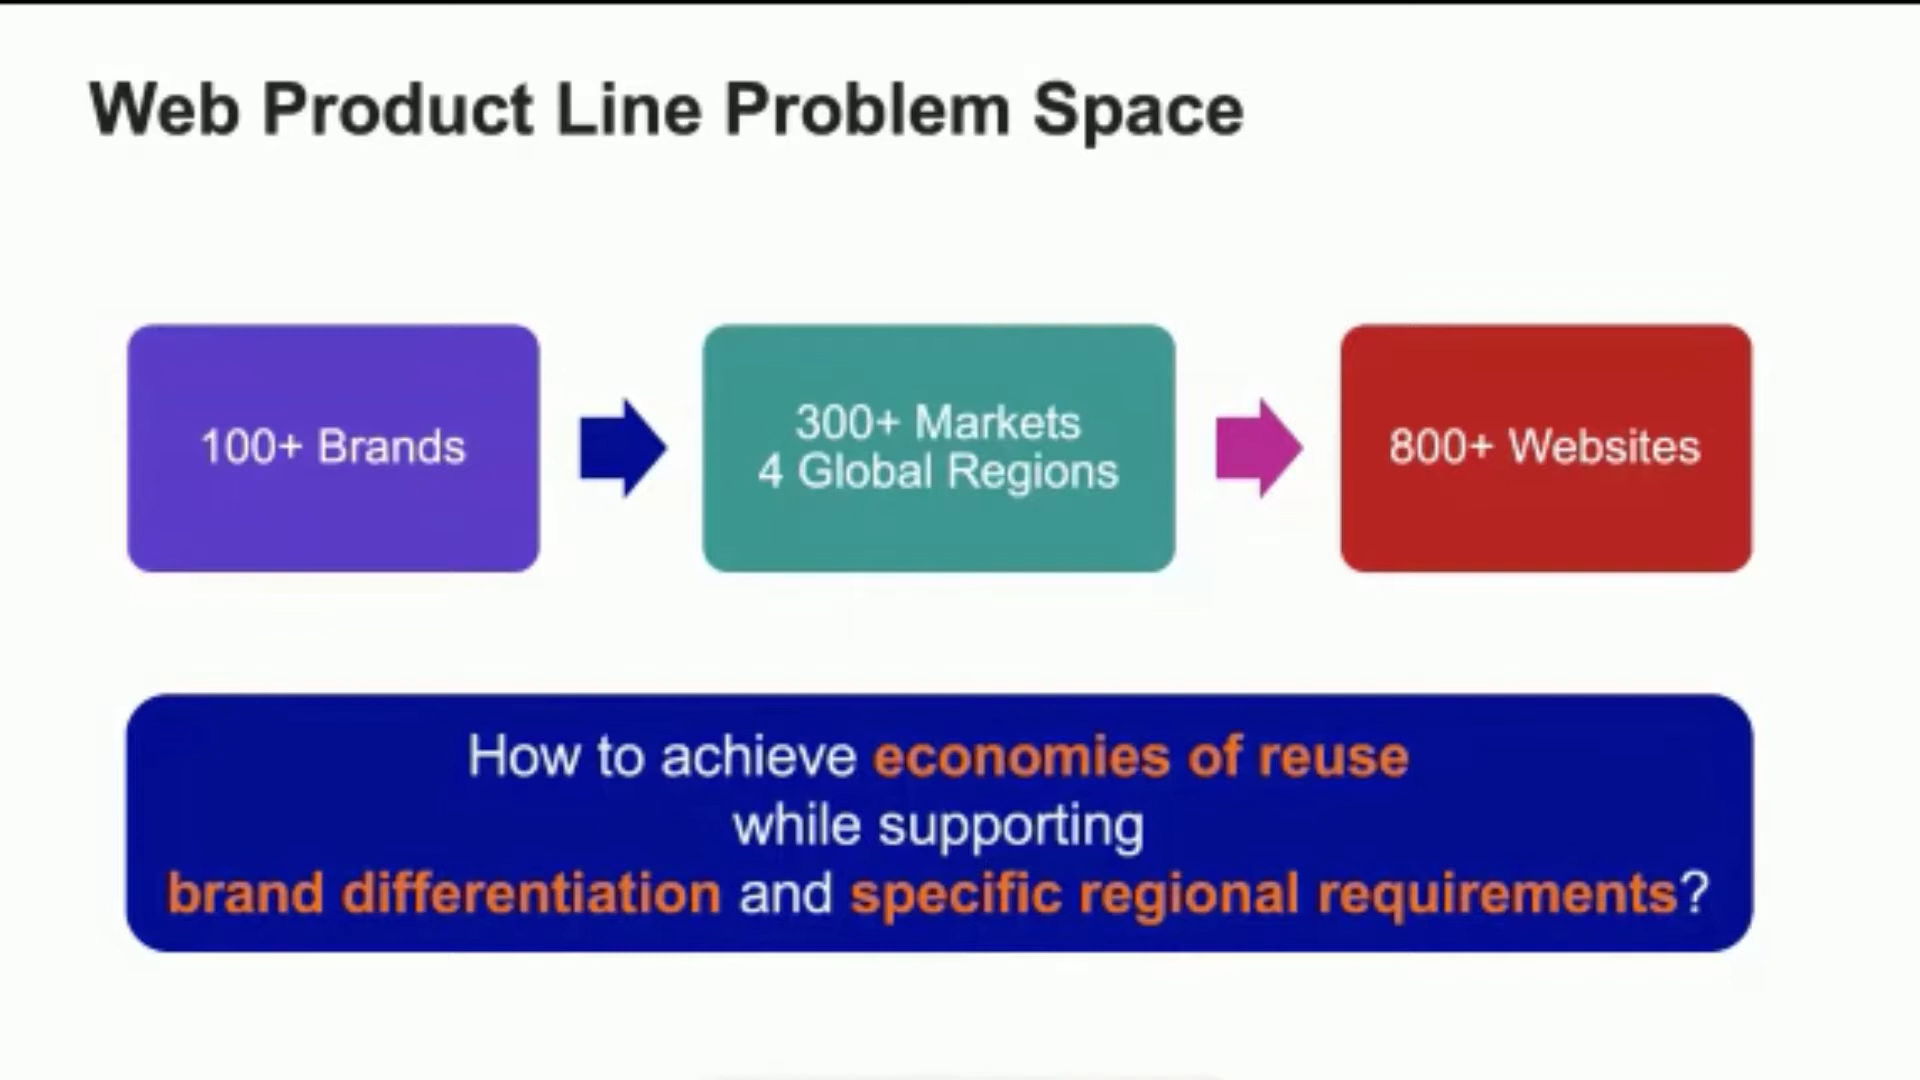 Web Product Line Problem Space
100+ Brands
300+ Markets
4 Global Regions
800+ Websites
How to achieve economies of reuse
while supporting
brand differentiation and specific regional requirements?